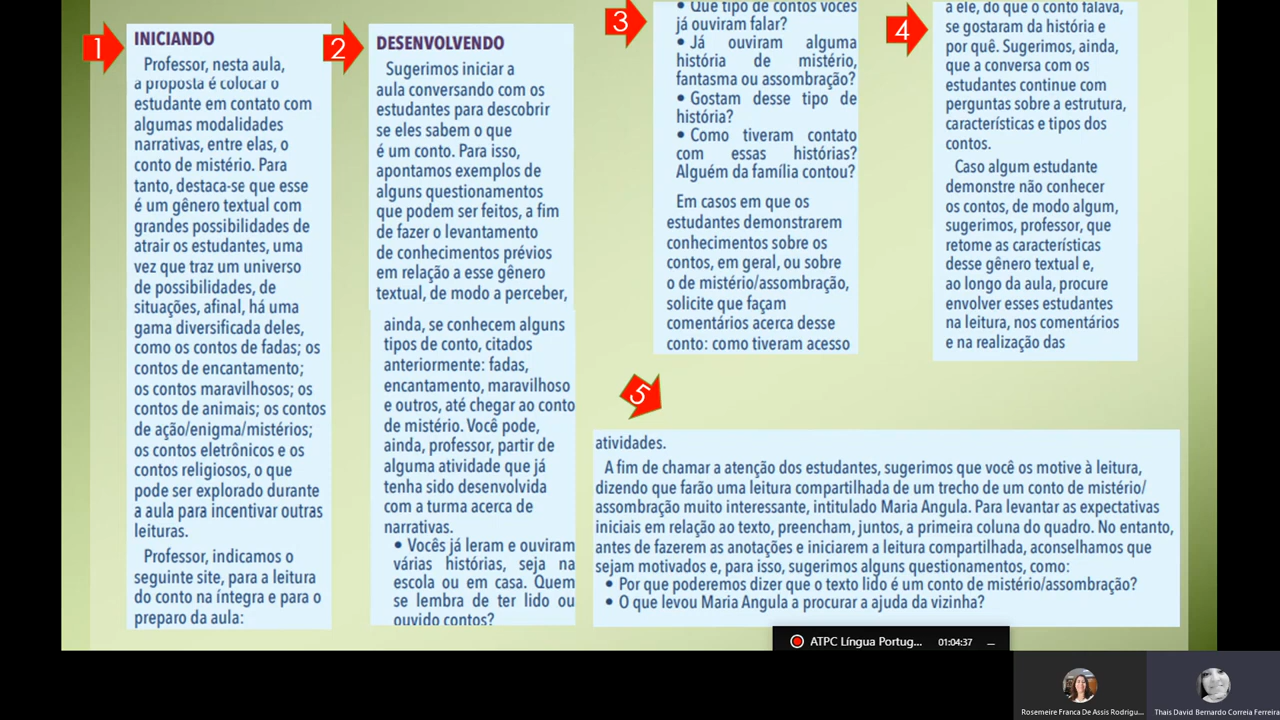 1
INICIANDO
Professor, nesta aula,
a proposta é colocar o
estudante em contato com
algumas modalidades
narrativas, entre elas, o
conto de mistério. Para
tanto, destaca-se que esse
é um gênero textual com
grandes possibilidades de
atrair os estudantes, uma
vez que traz um universo
de possibilidades, de
situações, afinal, há uma
gama diversificada deles,
como os contos de fadas; os
contos de encantamento;
os contos maravilhosos; os
contos de animais; os contos
de ação/enigma/mistérios;
os contos eletrônicos e os
contos religiosos, o que
pode ser explorado durante
a aula para incentivar outras
leituras.
Professor, indicamos o
seguinte site, para a leitura
do conto na íntegra e para o
preparo da aula:
2
DESENVOLVENDO
Sugerimos iniciar a
aula conversando com os
estudantes para descobrir
se eles sabem o que
é um conto. Para isso,
apontamos exemplos de
alguns questionamentos
que podem ser feitos, a fim
de fazer o levantamento
de conhecimentos prévios
em relação a esse gênero
textual, de modo a perceber,
ainda, se conhecem alguns
tipos de conto, citados
anteriormente: fadas,
encantamento, maravilhoso
e outros, até chegar ao conto
de mistério. Você pode,
ainda, professor, partir de
alguma atividade que já
tenha sido desenvolvida
com a turma acerca de
narrativas.
• Vocês já leram e ouviram
várias histórias, seja na
escola ou em casa. Quem
se lembra de ter lido ou
ouvido contos?
3
• Que tipo de contos vocês
já ouviram falar?
• Já ouviram alguma
história de mistério,
fantasma ou assombração?
• Gostam desse tipo de
história?
• Como tiveram contato
com essas histórias?
Alguém da família contou?
Em casos em que os
estudantes demonstrarem
conhecimentos sobre os
contos, em geral, ou sobre
o de mistério/assombração,
solicite que façam
comentários acerca desse
conto: como tiveram acesso
4
a ele, do que o conto falava,
se gostaram da história e
por quê. Sugerimos, ainda,
que a conversa com os
estudantes continue com
perguntas sobre a estrutura,
características e tipos dos
contos.
Caso algum estudante
demonstre não conhecer
os contos, de modo algum,
sugerimos, professor, que
retome as características
desse gênero textual e,
ao longo da aula, procure
envolver esses estudantes
na leitura, nos comentários
e na realização das
5
atividades.
A fim de chamar a atenção dos estudantes, sugerimos que você os motive à leitura,
dizendo que farão uma leitura compartilhada de um trecho de um conto de mistério/
assombração muito interessante, intitulado Maria Angula. Para levantar as expectativas
iniciais em relação ao texto, preencham, juntos, a primeira coluna do quadro. No entanto,
antes de fazerem as anotações e iniciarem a leitura compartilhada, aconselhamos que
sejam motivados e, para isso, sugerimos alguns questionamentos, como:
• Por que poderemos dizer que o texto lido é um conto de mistério/assombração?
• O que levou Maria Angula a procurar a ajuda da vizinha?
ATPC Língua Portug... 01:04:37
Rosemeire Franca De Assis Rodrigu...
Thais David Bernardo Correia Ferreira